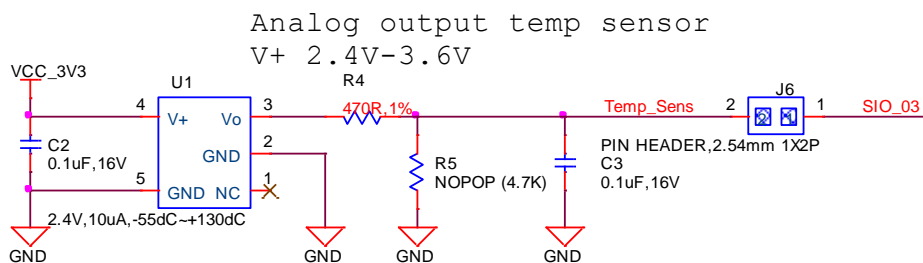 Analog output temp sensor
V+ 2.4V-3.6V
VCC_3V3
U1
R4
J6
4
V+
Vo
3
470R,1%
Temp_Sens
2
1
SIO_03
C2
0.1uF,16V
GND
2
R5
NOPOP (4.7K)
PIN HEADER,2.54mm 1X2P
C3
0.1uF,16V
5
GND
NC
1
2.4V,10uA,-55dC~+130dC
GND
GND
GND
GND